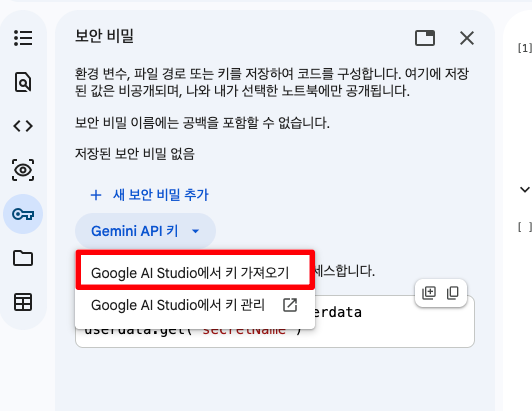 보안 비밀
[1]
환경 변수, 파일 경로 또는 키를 저장하여 코드를 구성합니다. 여기에 저장
된 값은 비공개되며, 나와 내가 선택한 노트북에만 공개됩니다.
보안 비밀 이름에는 공백을 포함할 수 없습니다.
저장된 보안 비밀 없음
+ 새 보안 비밀 추가
Gemini API 키
[ ]
Google AI Studio에서 키 가져오기
세스합니다.
Google AI Studio에서 키 관리
erdata
userdata.get('secretName')